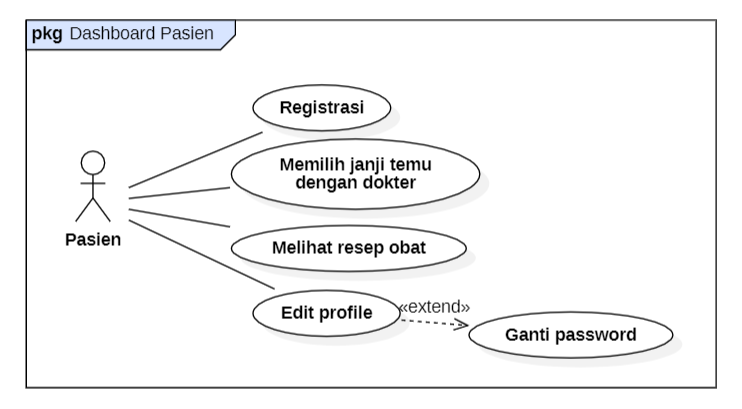 pkg Dashboard Pasien
Registrasi
Memilih janji temu
dengan dokter
Pasien
Melihat resep obat
Edit profile
«extend»
Ganti password